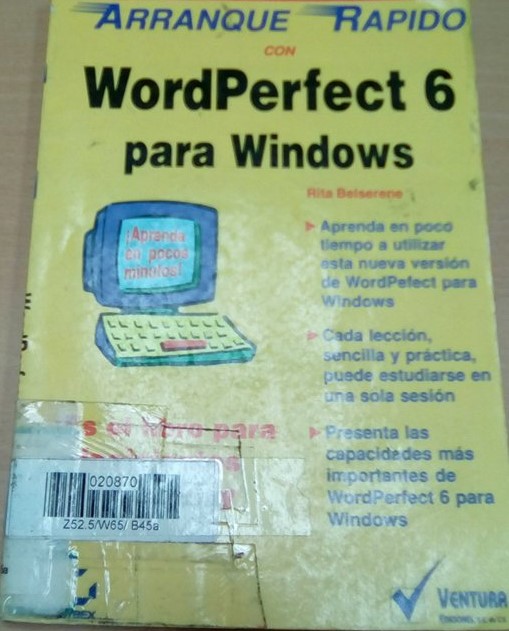 ARRANQUE RAPIDO
CON
WordPerfect 6
para Windows
Rita Belserene
¡Aprenda
en pocos
minutos!
Aprenda en poco
tiempo a utilizar
esta nueva versión
de WordPefect para
Windows
Cada lección,
sencilla y práctica,
puede estudiarse en
una sola sesión
Presenta las
capacidades más
importantes de
WordPerfect 6 para
Windows
para
020870
Z52.5/W65/ B45a
VENTURA